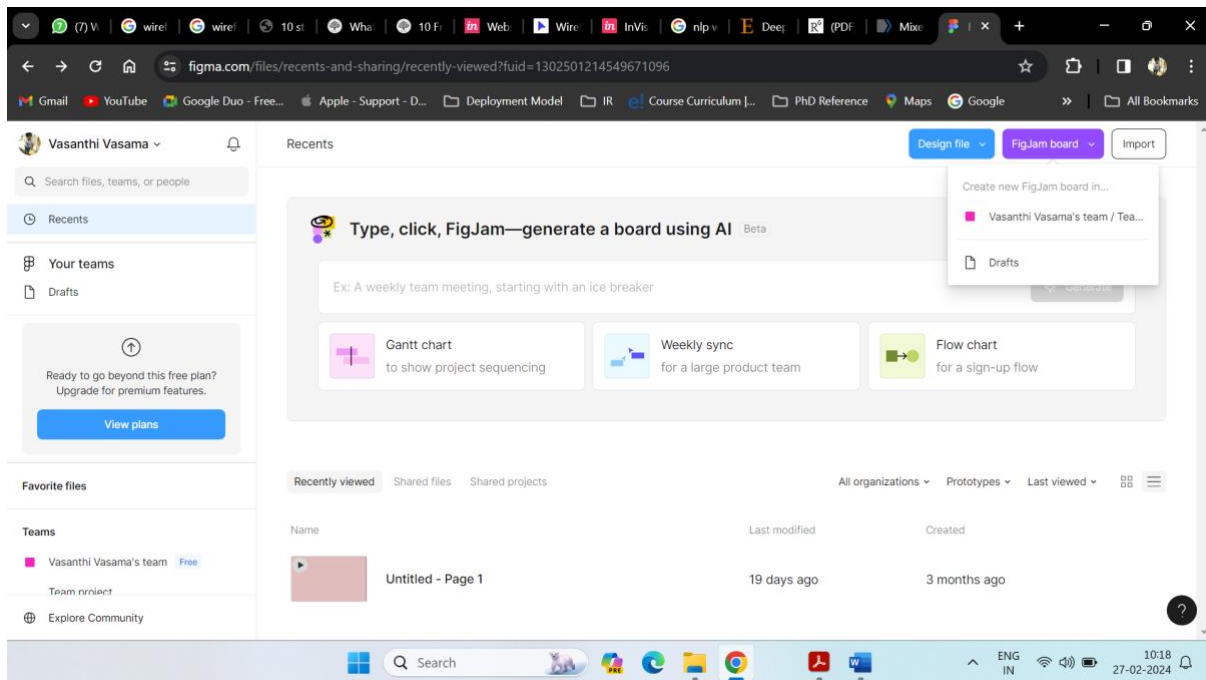 (7) W
wirel
wiref
10 st
What
10 Fr
in Web
Wire
in InVis
nlp w
E Deep
R (PDF
Mixe
figma.com/files/recents-and-sharing/recently-viewed?fuid=1302501214549671096
Gmail YouTube Google Duo - Free... Apple - Support - D... Deployment Model IR e! Course Curriculum |... PhD Reference Maps Google » All Bookmarks
Vasanthi Vasama
Recents
Design file
FigJam board
Import
Search files, teams, or people
Recents
Your teams
Drafts
Create new FigJam board in...
Vasanthi Vasama's team / Tea...
Drafts
Type, click, FigJam—generate a board using AI Beta
Ex: A weekly team meeting, starting with an ice breaker
Generate
Gantt chart
to show project sequencing
Weekly sync
for a large product team
Flow chart
for a sign-up flow
Ready to go beyond this free plan?
Upgrade for premium features.
View plans
Favorite files
Recently viewed Shared files Shared projects
All organizations Prototypes Last viewed
Teams
Vasanthi Vasama's team Free
Team project
Explore Community
Name Last modified Created
Untitled - Page 1 19 days ago 3 months ago
?
Search
PRE
ENG
IN
10:18
27-02-2024